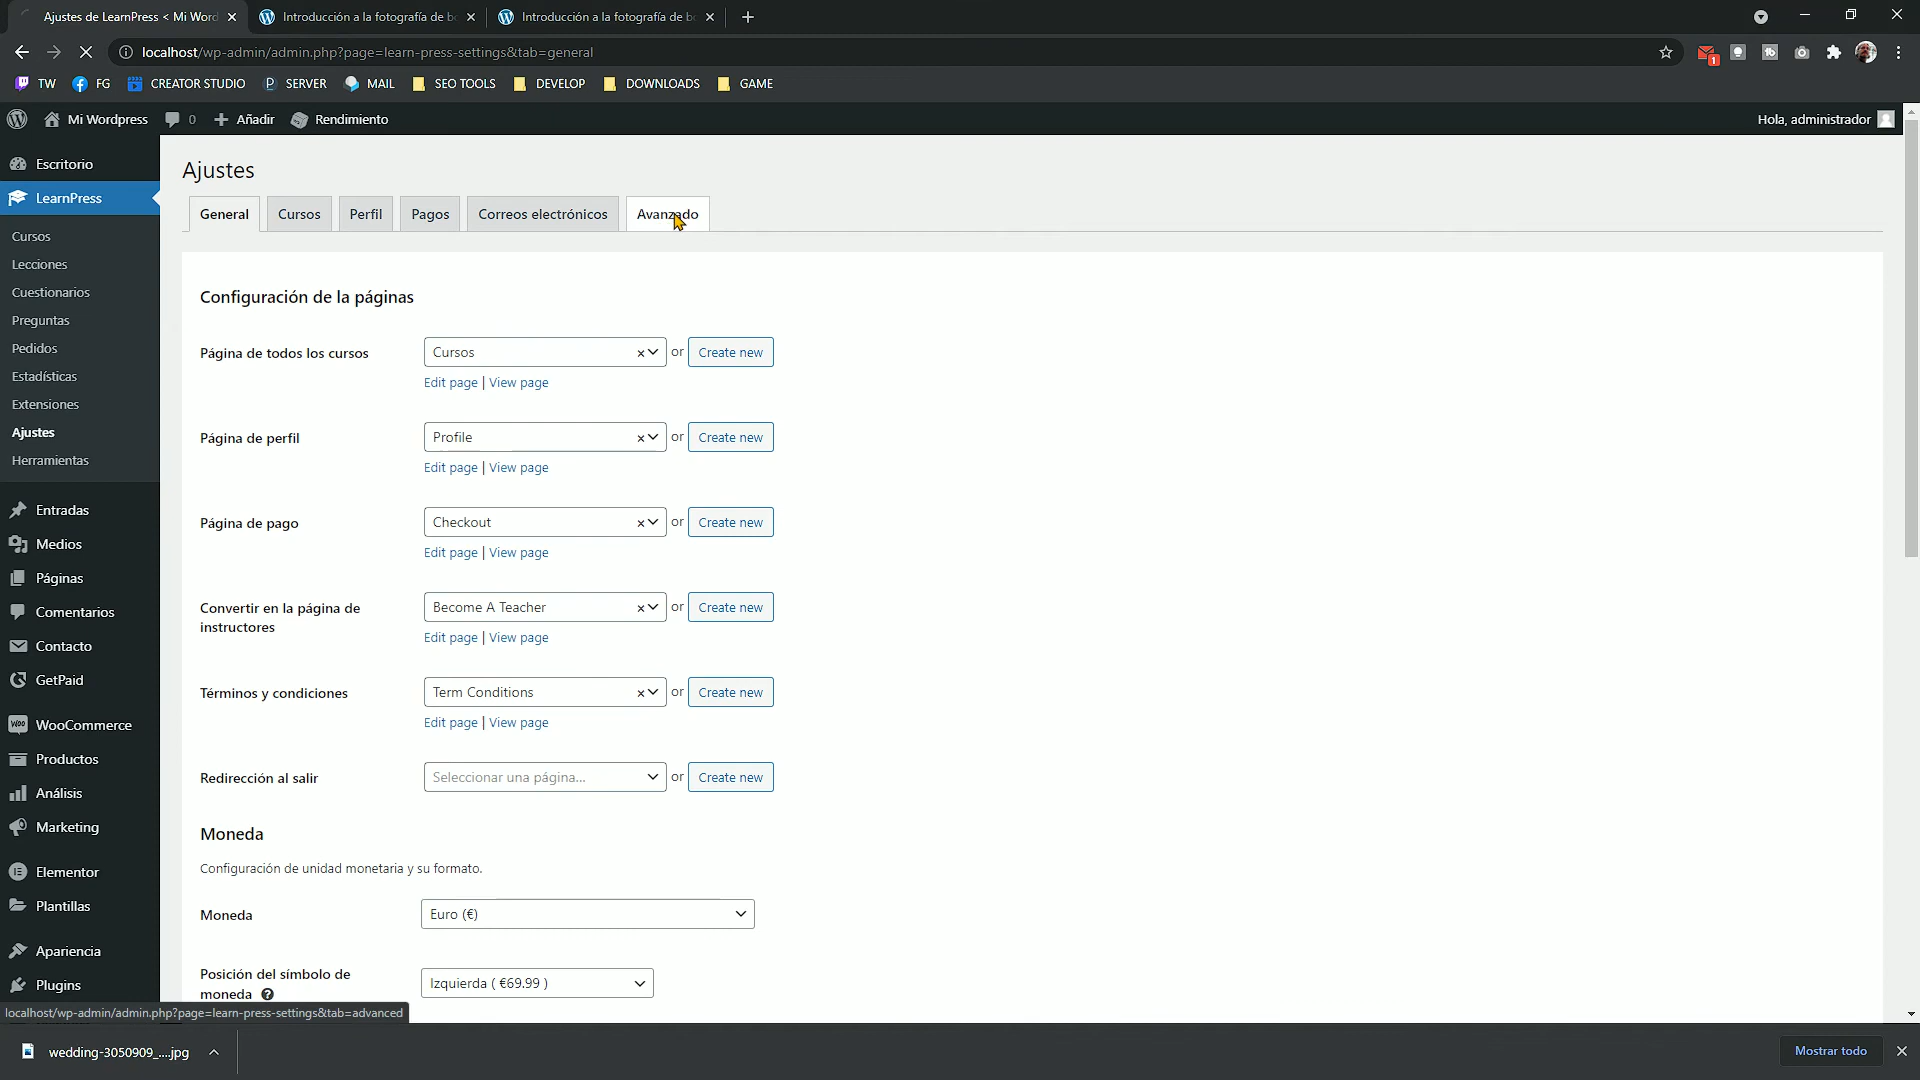 Ajustes de LearnPress < Mi Word
Introducción a la fotografía de bo
Introducción a la fotografía de bo
localhost/wp-admin/admin.php?page=learn-press-settings&tab=general
1
TW
FG
CREATOR STUDIO
SERVER
MAIL
SEO TOOLS
DEVELOP
DOWNLOADS
GAME
Mi Wordpress
0
Añadir
Rendimiento
Hola, administrador
Escritorio
LearnPress
Cursos
Lecciones
Cuestionarios
Preguntas
Pedidos
Estadísticas
Extensiones
Ajustes
Herramientas
Entradas
Medios
Páginas
Comentarios
Contacto
GetPaid
WooCommerce
Productos
Análisis
Marketing
Elementor
Plantillas
Apariencia
Plugins
Ajustes
General
Cursos
Perfil
Pagos
Correos electrónicos
Avanzado
Configuración de la páginas
Página de todos los cursos
Cursos
or
Create new
Edit page | View page
Página de perfil
Profile
or
Create new
Edit page | View page
Página de pago
Checkout
or
Create new
Edit page | View page
Convertir en la página de
instructores
Become A Teacher
or
Create new
Edit page | View page
Términos y condiciones
Term Conditions
or
Create new
Edit page | View page
Redirección al salir
Seleccionar una página...
or
Create new
Moneda
Configuración de unidad monetaria y su formato.
Moneda
Euro (€)
Posición del símbolo de
moneda
Izquierda ( €69.99 )
localhost/wp-admin/admin.php?page=learn-press-settings&tab=advanced
wedding-3050909_....jpg
Mostrar todo